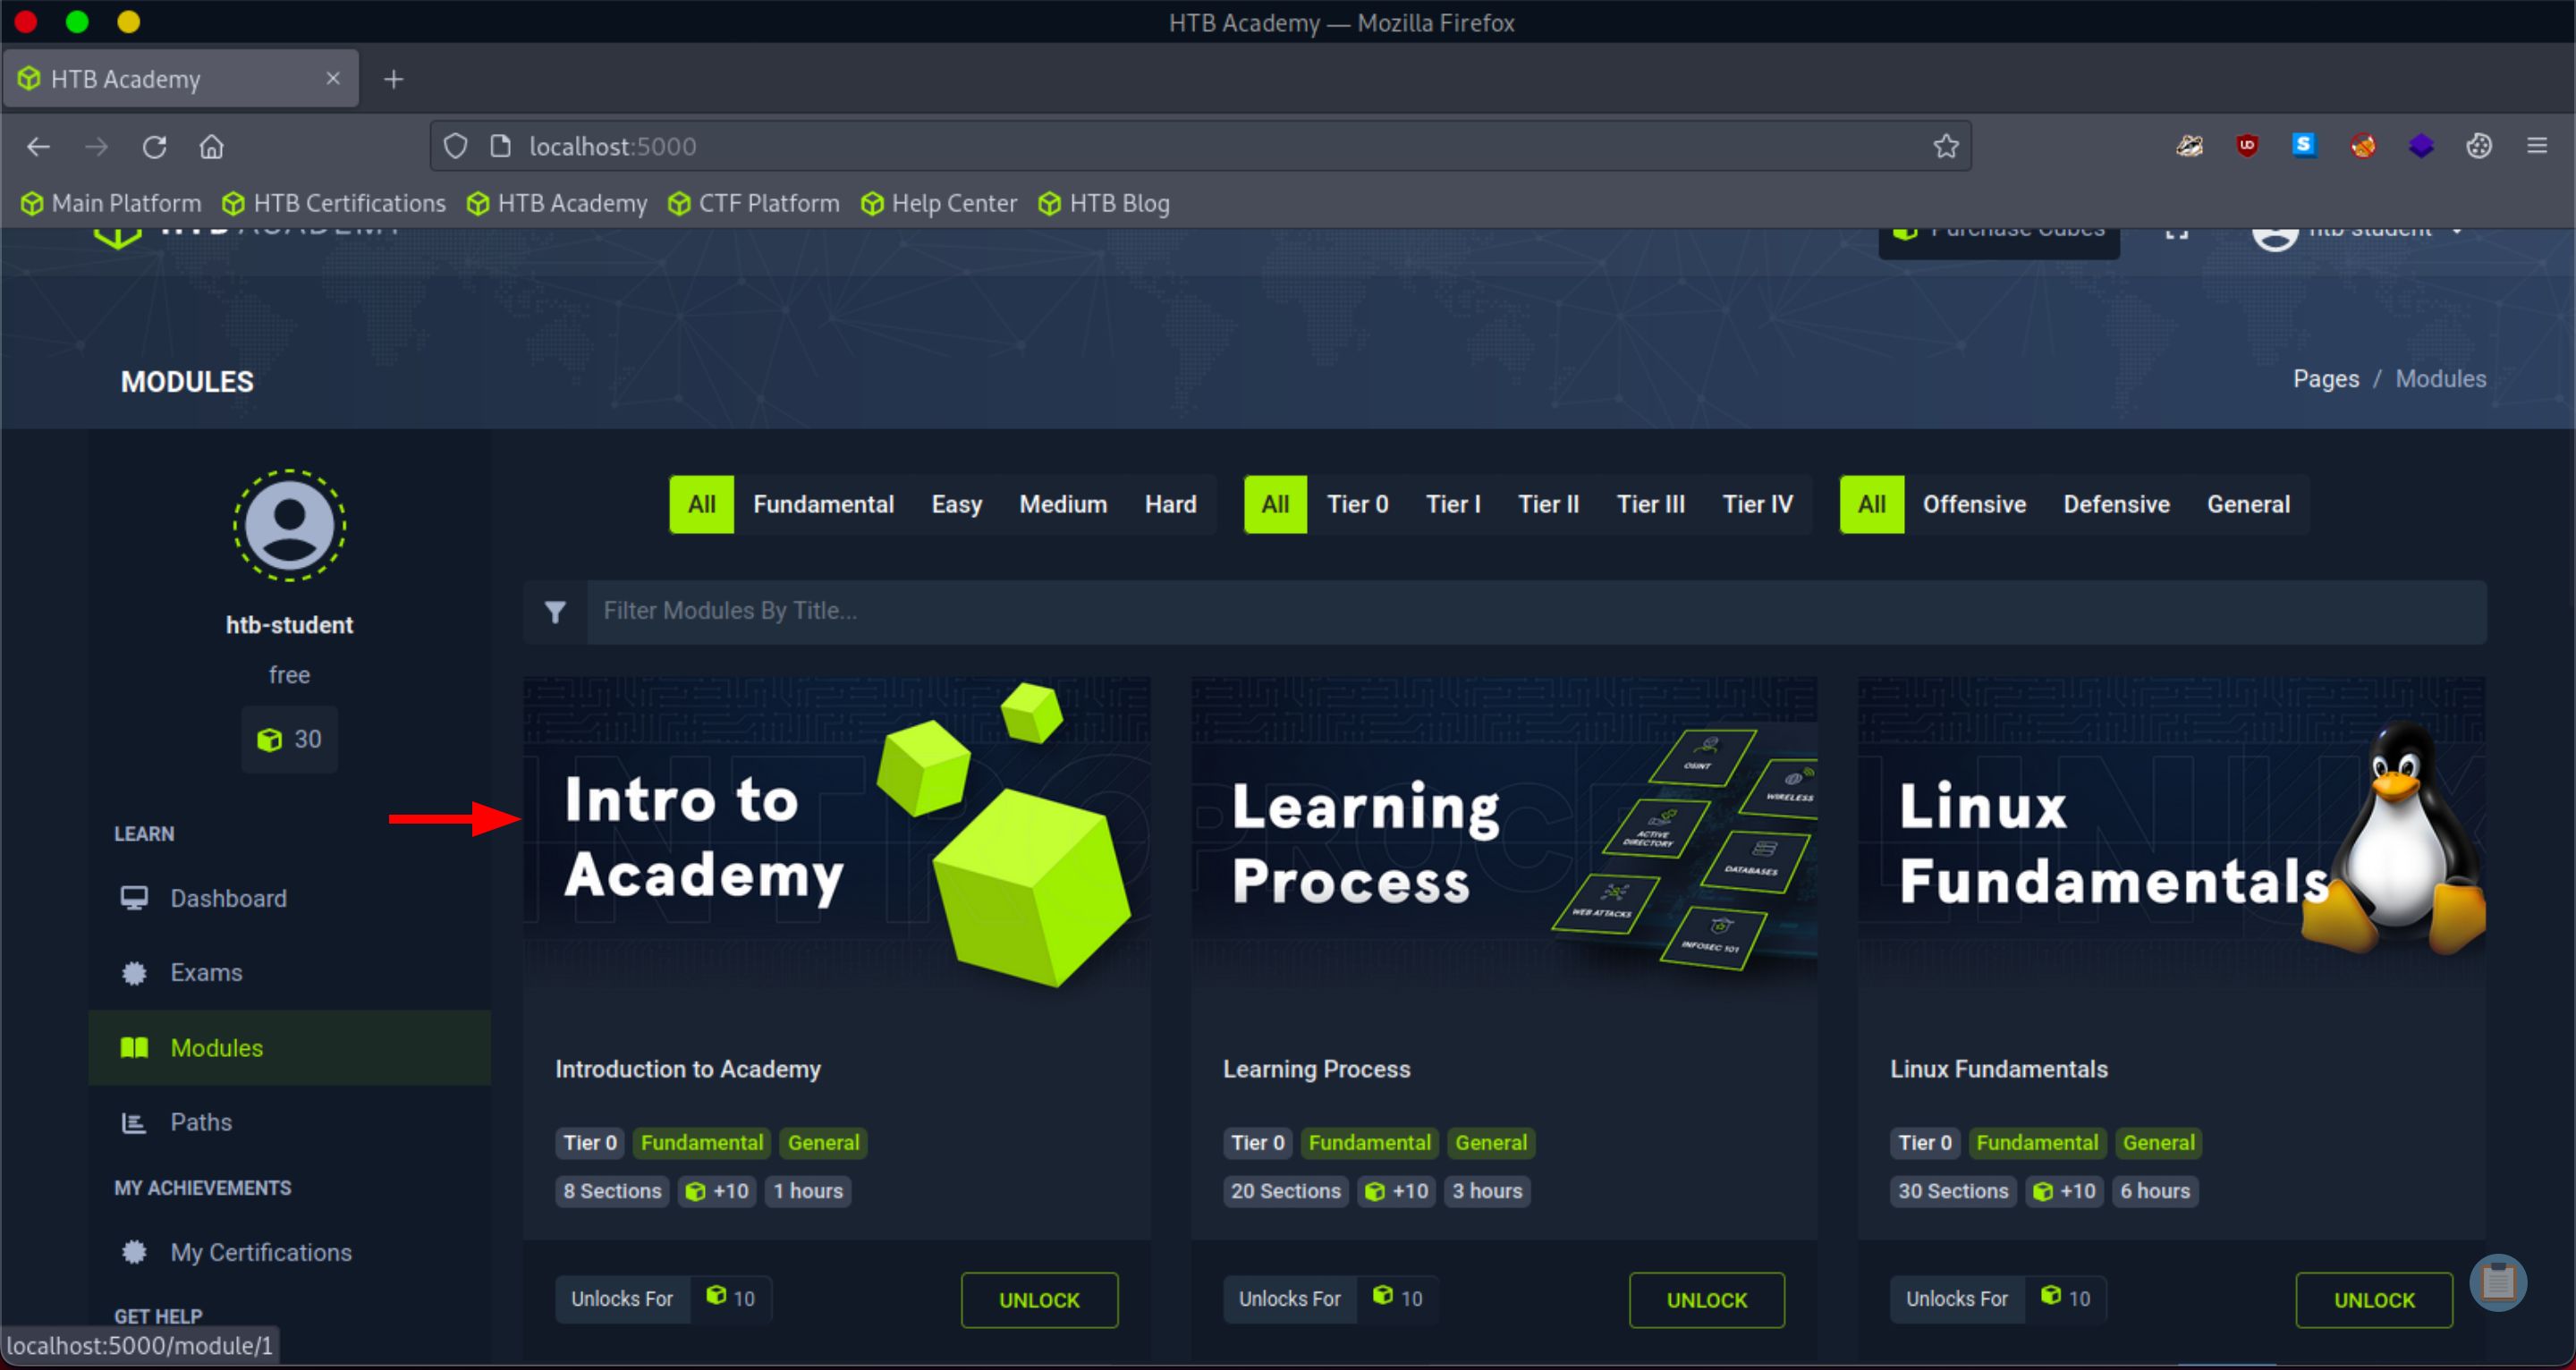 HTB Academy — Mozilla Firefox
HTB Academy
localhost:5000
Main Platform HTB Certifications HTB Academy CTF Platform Help Center HTB Blog
HTB ACADEMY Purchase Cubes htb-student
MODULES
Pages / Modules
All Fundamental Easy Medium Hard All Tier 0 Tier I Tier II Tier III Tier IV All Offensive Defensive General
Filter Modules By Title...
htb-student
free
30
LEARN
Dashboard
Exams
Modules
Paths
MY ACHIEVEMENTS
My Certifications
GET HELP
Intro to
Academy
Introduction to Academy
Tier 0 Fundamental General
8 Sections +10 1 hours
Unlocks For 10 UNLOCK
Learning
Process
OSINT
WIRELESS
ACTIVE
DIRECTORY
DATABASES
WEB ATTACKS
INFOSEC 101
Learning Process
Tier 0 Fundamental General
20 Sections +10 3 hours
Unlocks For 10 UNLOCK
Linux
Fundamentals
Linux Fundamentals
Tier 0 Fundamental General
30 Sections +10 6 hours
Unlocks For 10 UNLOCK
localhost:5000/module/1